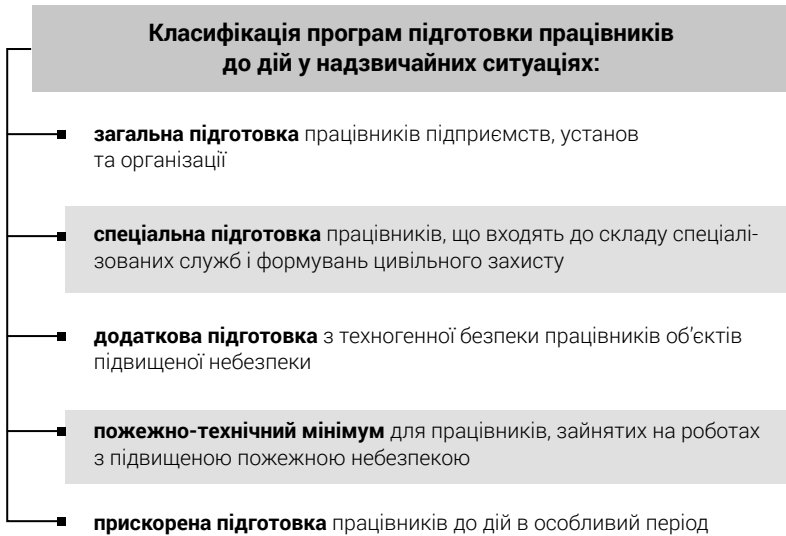 Класифікація програм підготовки працівників
до дій у надзвичайних ситуаціях:
загальна підготовка працівників підприємств, установ
та організації
спеціальна підготовка працівників, що входять до складу спеціалі-
зованих служб і формувань цивільного захисту
додаткова підготовка з техногенної безпеки працівників об’єктів
підвищеної небезпеки
пожежно-технічний мінімум для працівників, зайнятих на роботах
з підвищеною пожежною небезпекою
прискорена підготовка працівників до дій в особливий період